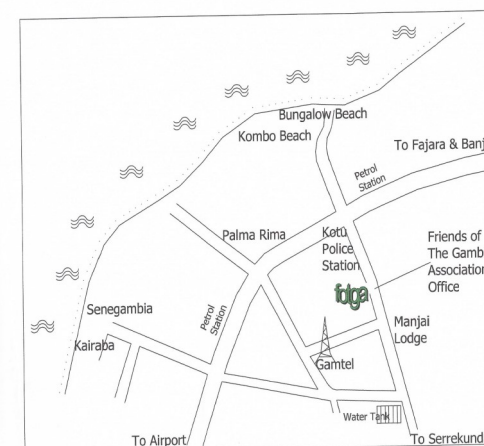 Bungalow Beach
Kombo Beach
To Fajara & Banj
Petrol
Station
Palma Rima
Kotu
Police
Station
Friends of
The Gamb
Association
Office
fotga
Senegambia
Petrol
Station
Manjai
Lodge
Kairaba
Gamtel
Water Tank
To Airport
To Serrekund